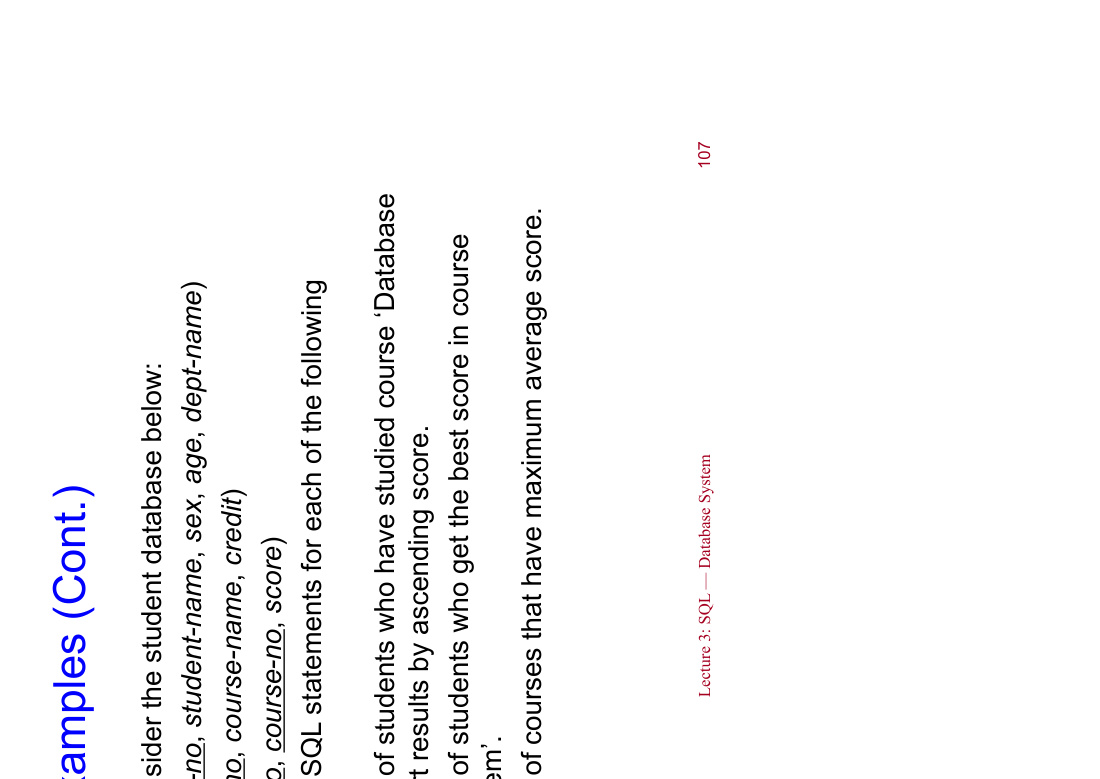 xamples (Cont.)
sider the student database below:
-no, student-name, sex, age, dept-name)
no, course-name, credit)
o, course-no, score)
SQL statements for each of the following
of students who have studied course ‘Database
t results by ascending score.
of students who get the best score in course
em’.
of courses that have maximum average score.
Lecture 3: SQL — Database System 107